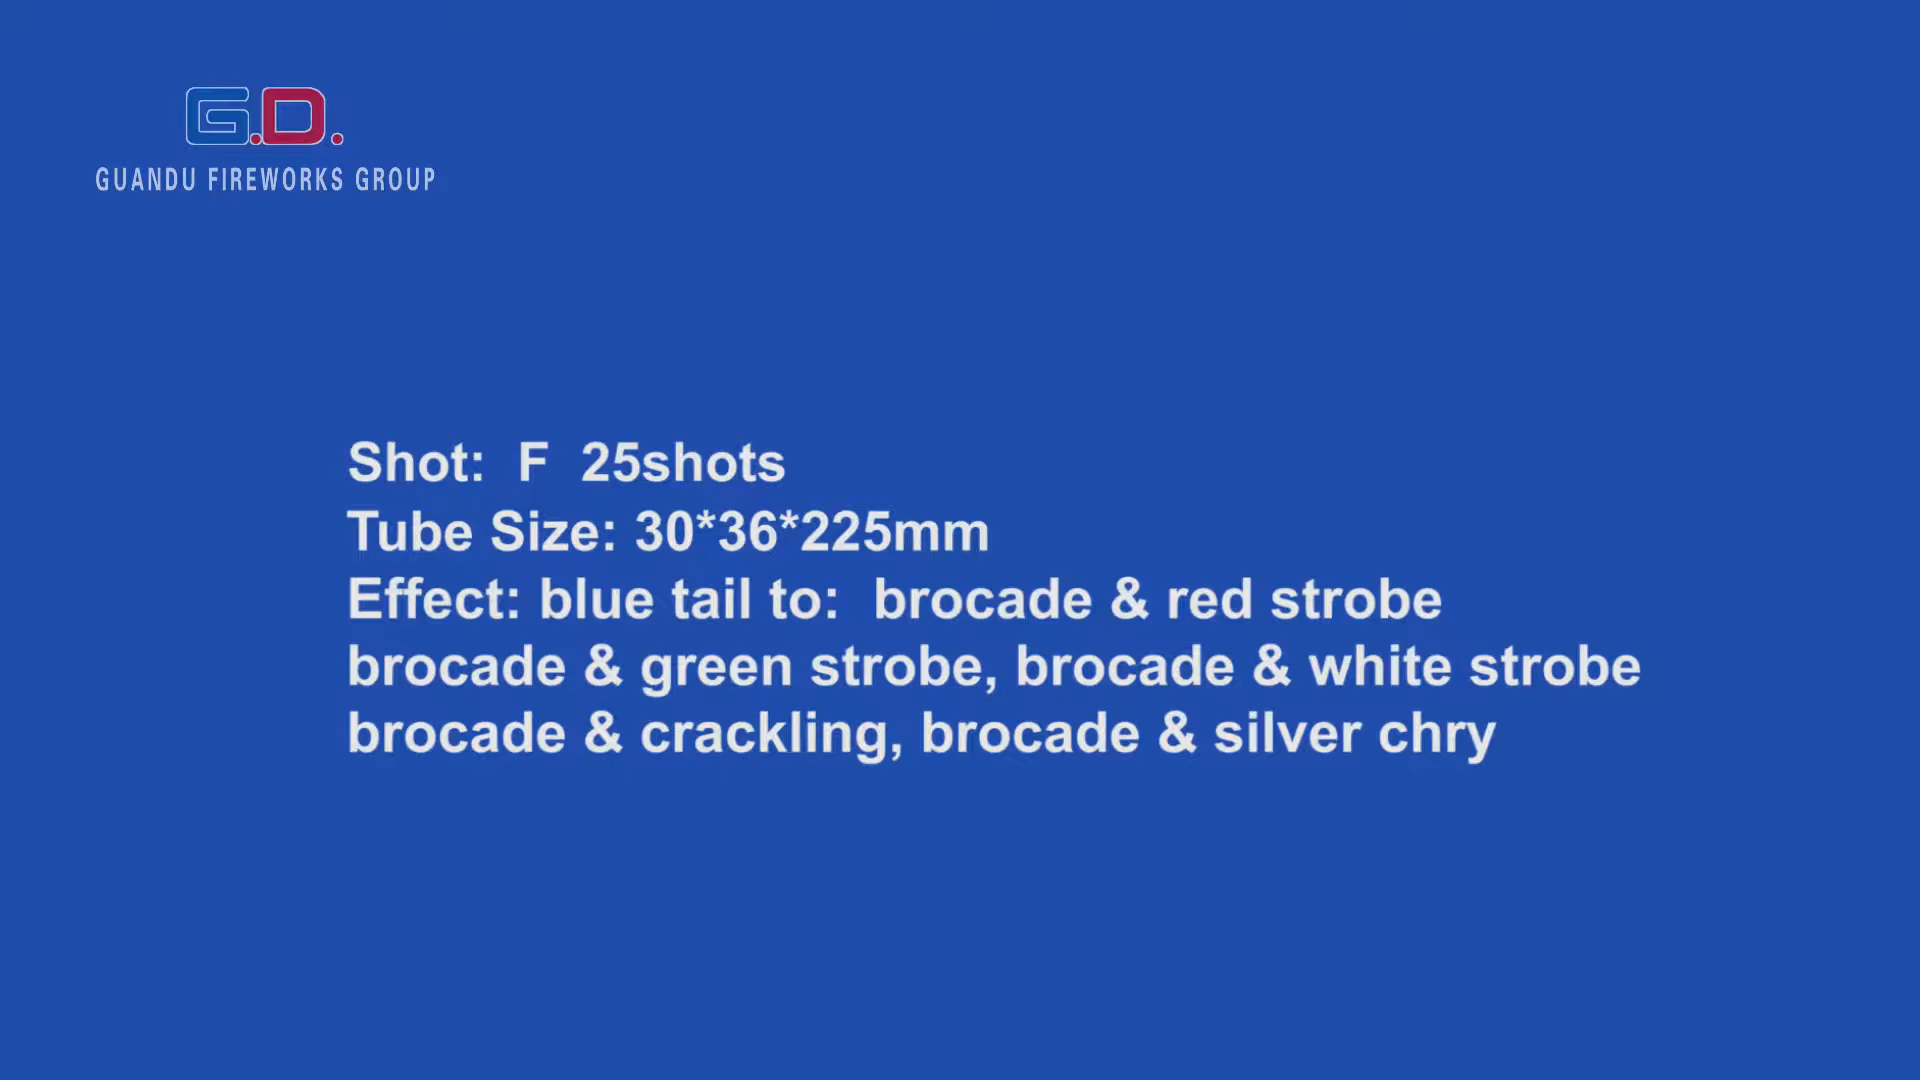 G.D.
GUANDU FIREWORKS GROUP
Shot:  F  25shots
Tube Size: 30*36*225mm
Effect: blue tail to:  brocade & red strobe
brocade & green strobe, brocade & white strobe
brocade & crackling, brocade & silver chry